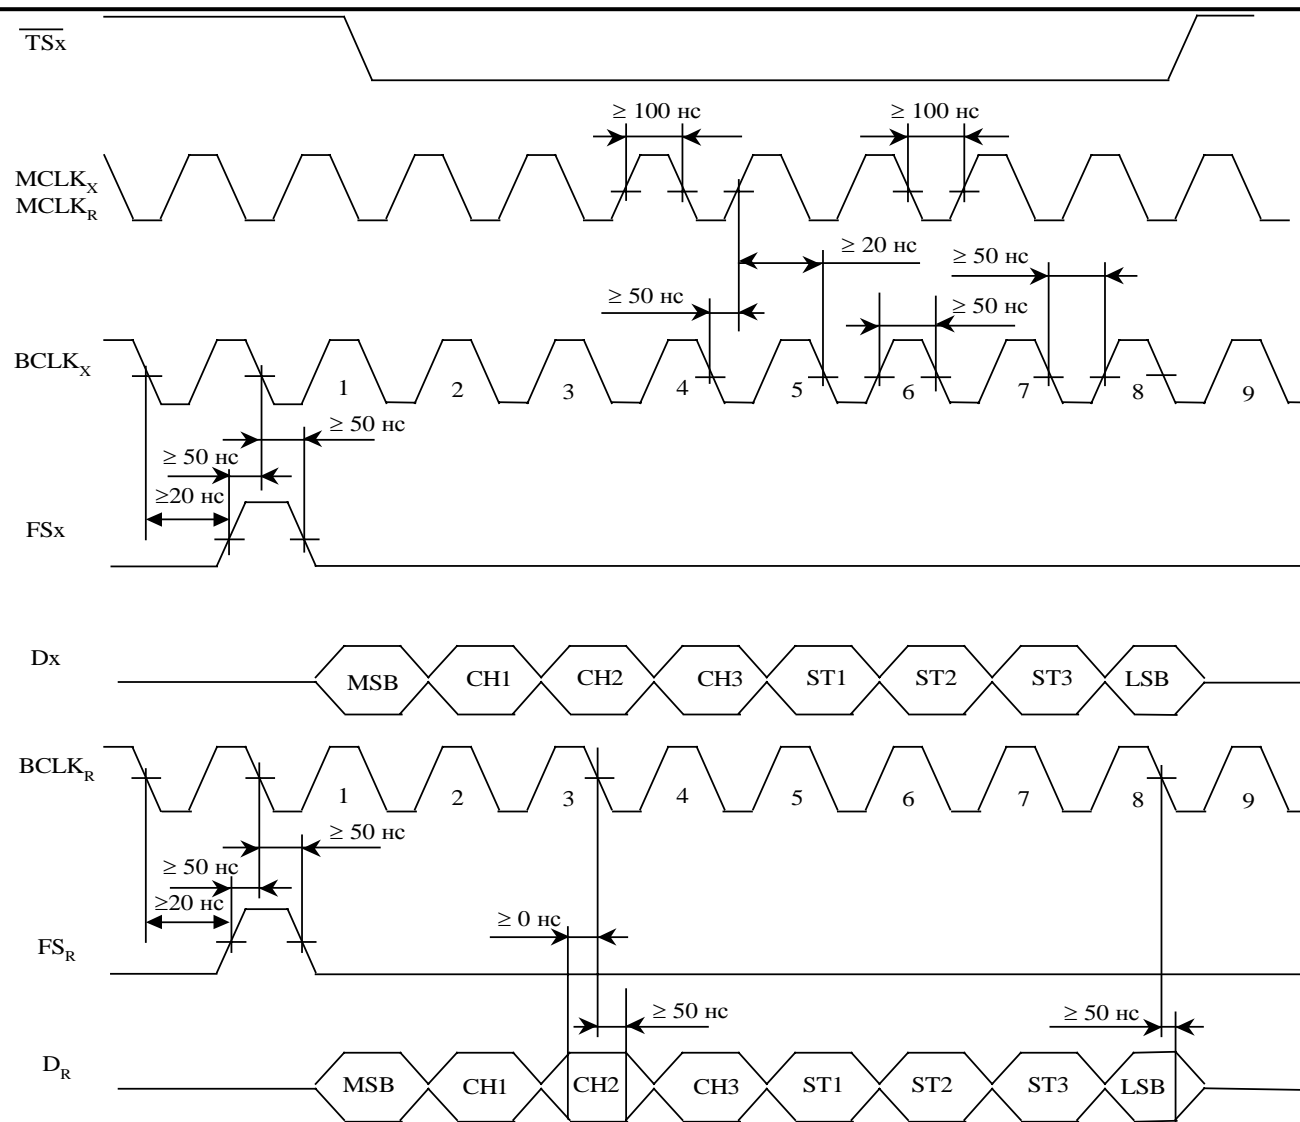 TSx
≥ 100 нс ≥ 100 нс
MCLKX
MCLKR
≥ 20 нс
≥ 50 нс
≥ 50 нс
≥ 50 нс
BCLKX
1 2 3 4 5 6 7 8 9
≥ 50 нс
≥ 50 нс
≥20 нс
FSx
Dx
MSB CH1 CH2 CH3 ST1 ST2 ST3 LSB
BCLKR
1 2 3 4 5 6 7 8 9
≥ 50 нс
≥ 50 нс
≥20 нс
≥ 0 нс
FSR
≥ 50 нс ≥ 50 нс
DR
MSB CH1 CH2 CH3 ST1 ST2 ST3 LSB